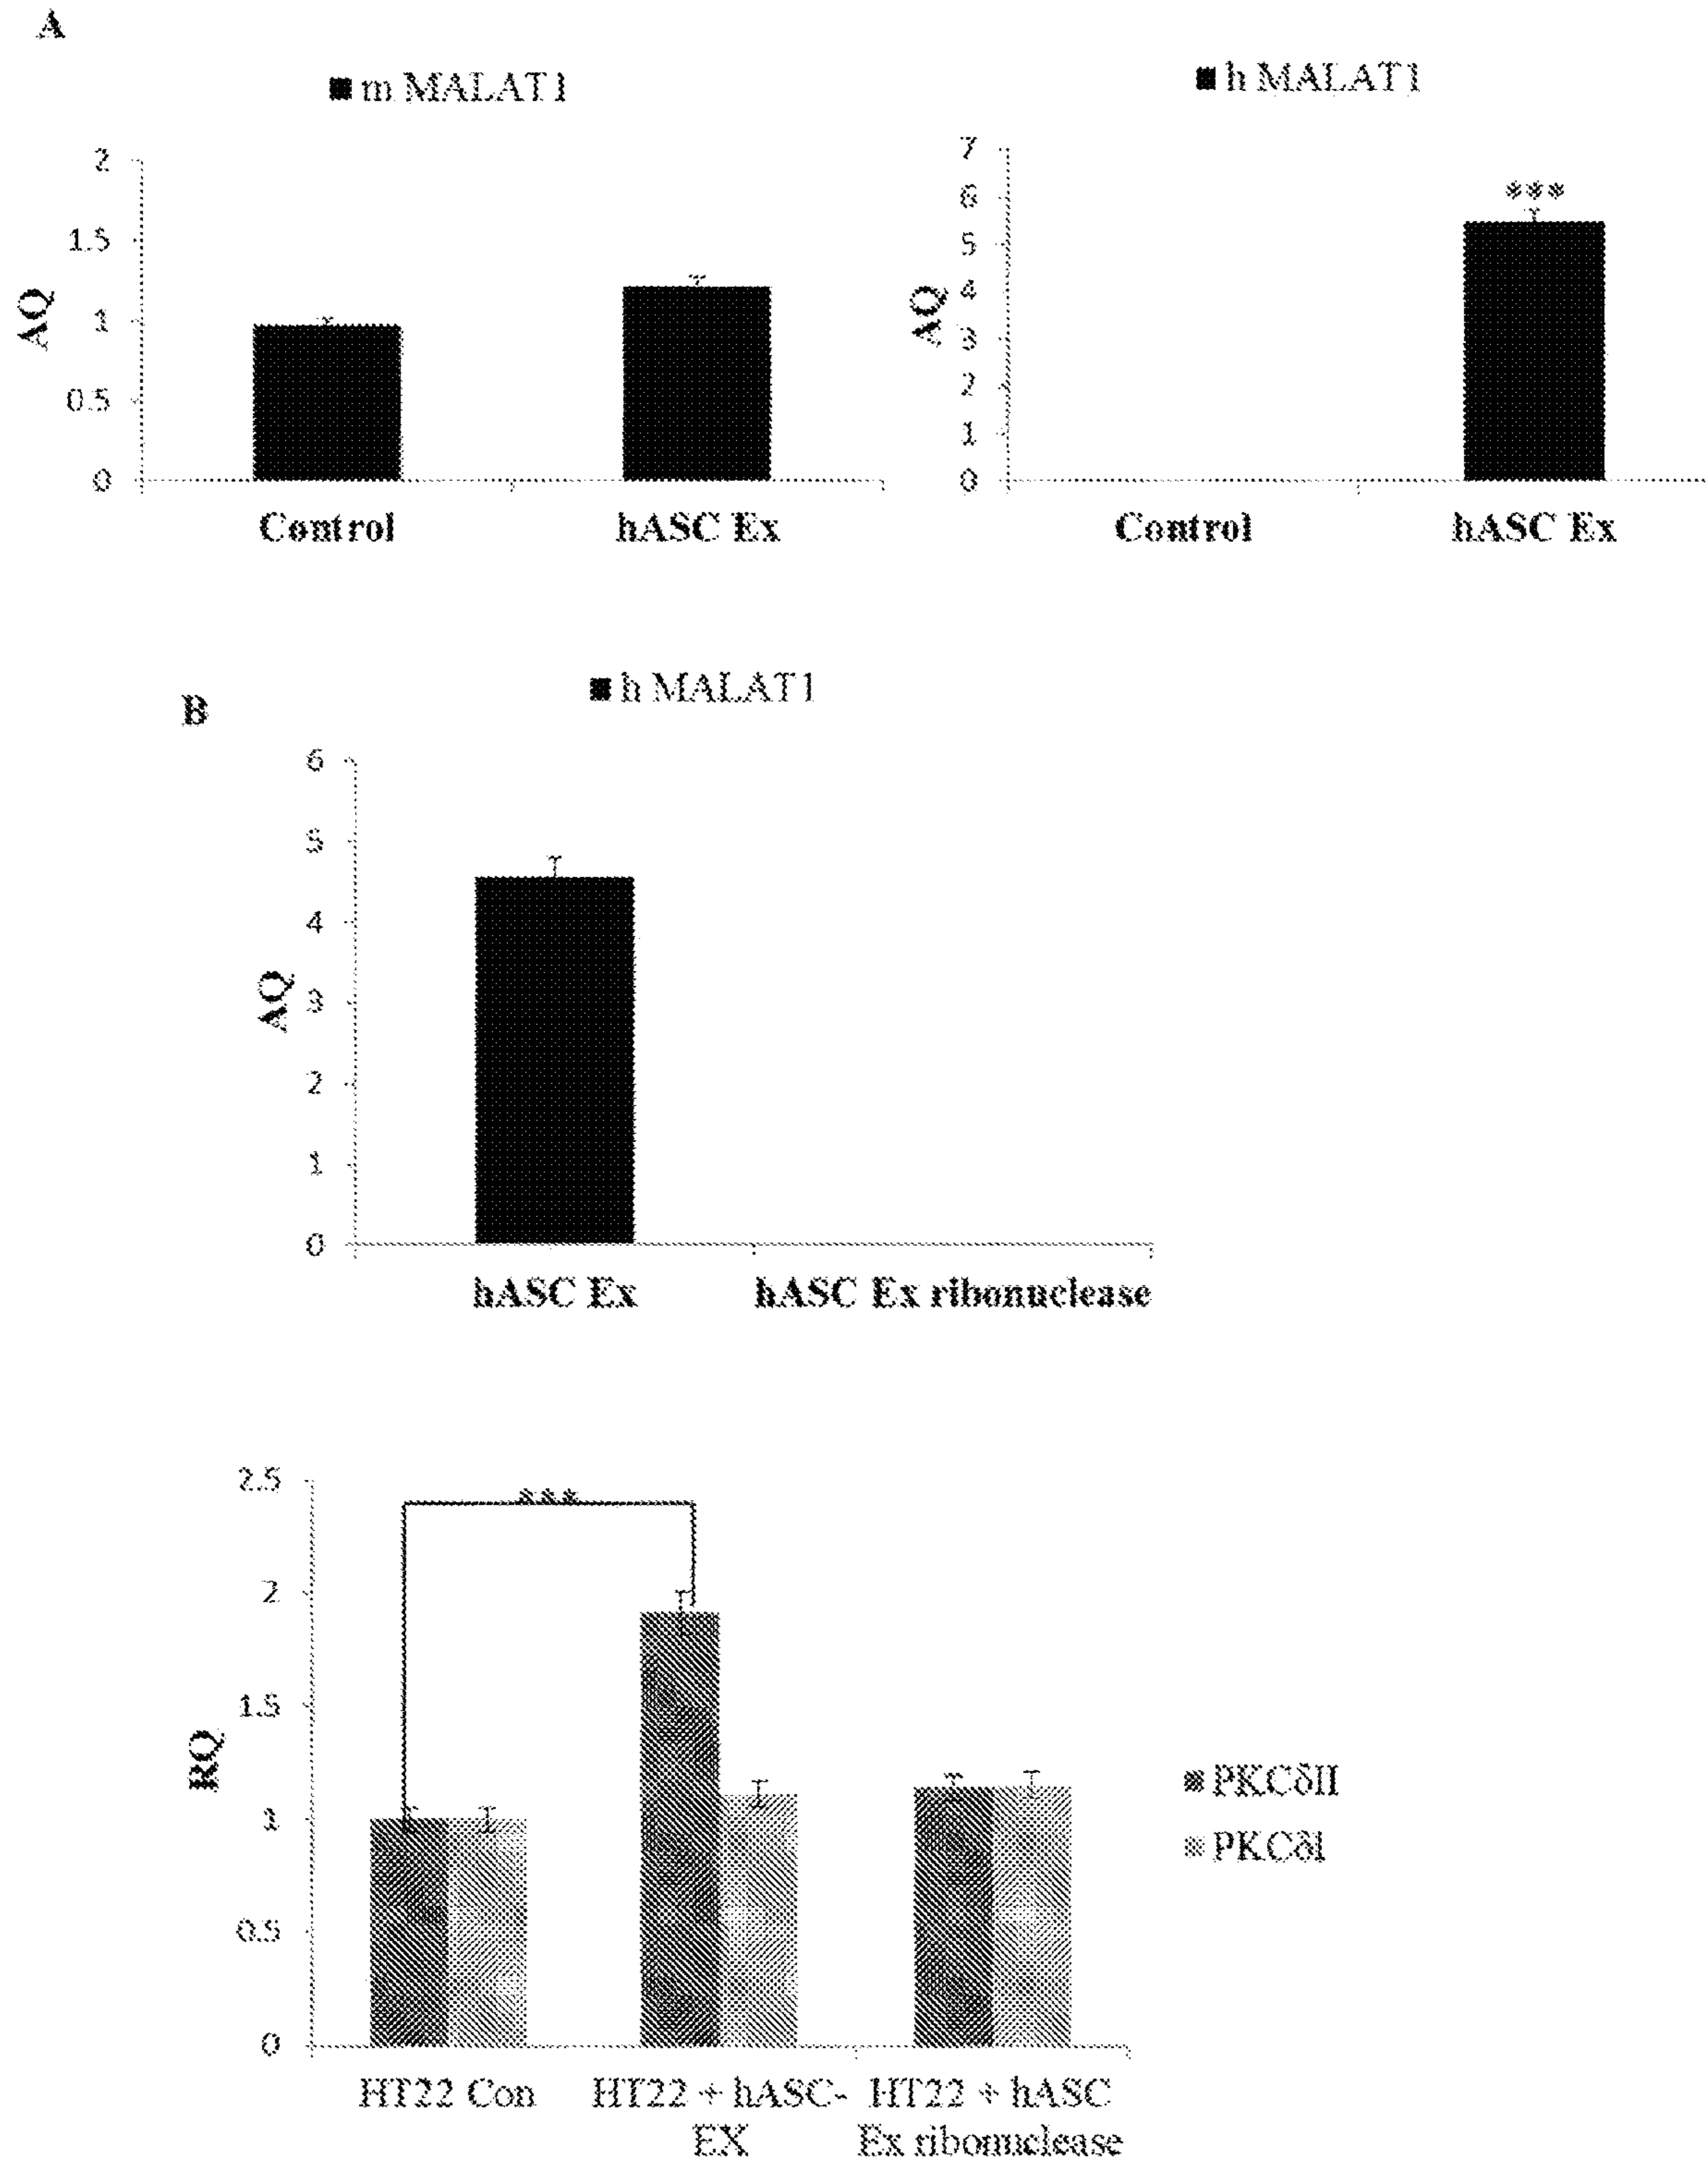 A
m MALAT1
2
1.5
1
0.5
0
AQ
Control
hASC Ex
h MALAT1
7
6
5
4
3
2
1
0
AQ
***
Control
hASC Ex
B
h MALAT1
6
5
4
3
2
1
0
AQ
hASC Ex
hASC Ex ribonuclease
2.5
2
1.5
1
0.5
0
RQ
***
HT22 Con
HT22 + hASC-
EX
HT22 + hASC
Ex ribonuclease
PKCδII
PKCδI